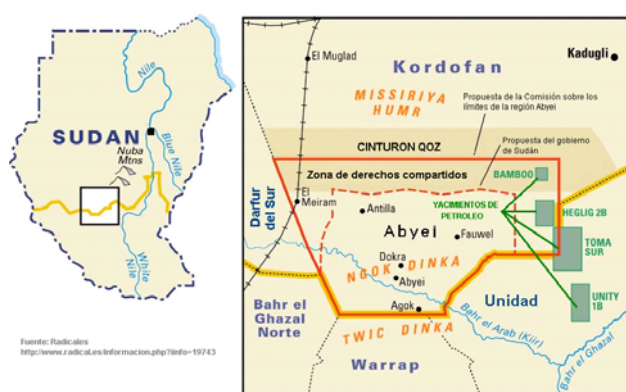 Nile
SUDAN
Nuba
Mtns
Blue Nile
White
Nile
Fuente: Radicales
http://www.radical.es/informacion.php?iinfo=19743
El Muglad
Kordofan
Kadugli
MISSIRIYA
HUMR
Propuesta de la Comisión sobre los
límites de la región Abyei
CINTURON QOZ
Propuesta del gobierno
de Sudán
Zona de derechos compartidos
BAMBOO
El
Meiram
Darfur
del Sur
Antilla
YACIMIENTOS DE
PETROLEO
HEGLIG 2B
Abyei
Fauwel
TOMA
SUR
Dokra
NGOK DINKA
Abyei
Agok
Unidad
UNITY
1B
Bahr el
Ghazal
Norte
TWIC DINKA
Bahr el Arab (Kiir)
Warrap
Bahr el Ghazal